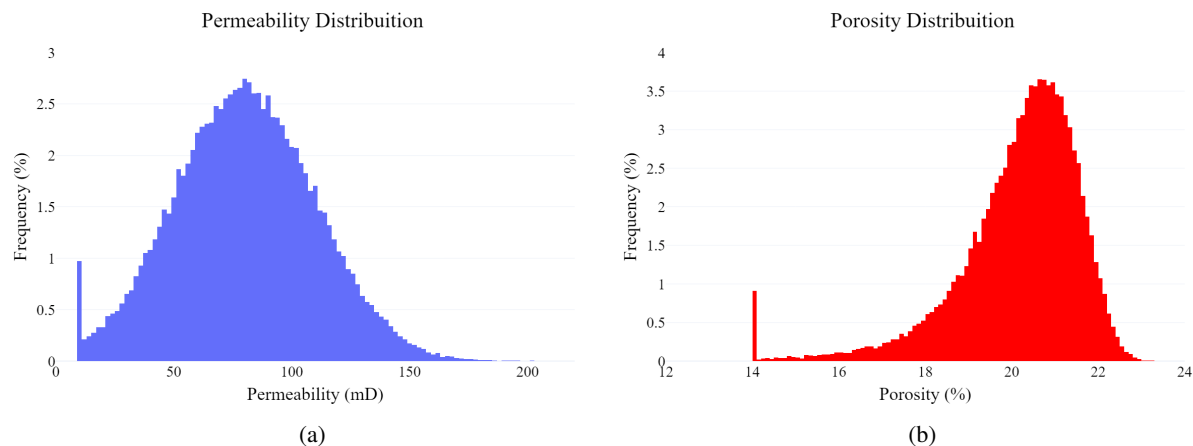 Permeability Distribuition
3
2.5
2
1.5
1
0.5
0
Frequency (%)
0 50 100 150 200
Permeability (mD)
(a)
Porosity Distribuition
4
3.5
3
2.5
2
1.5
1
0.5
0
Frequency (%)
12 14 16 18 20 22 24
Porosity (%)
(b)